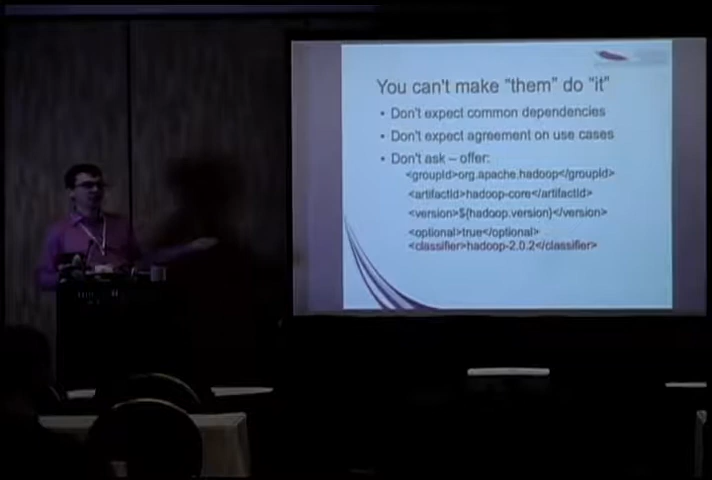 You can't make "them" do "it"
• Don't expect common dependencies
• Don't expect agreement on use cases
• Don't ask – offer:
<groupId>org.apache.hadoop</groupId>
<artifactId>hadoop-core</artifactId>
<version>${hadoop.version}</version>
<optional>true</optional>
<classifier>hadoop-2.0.2</classifier>